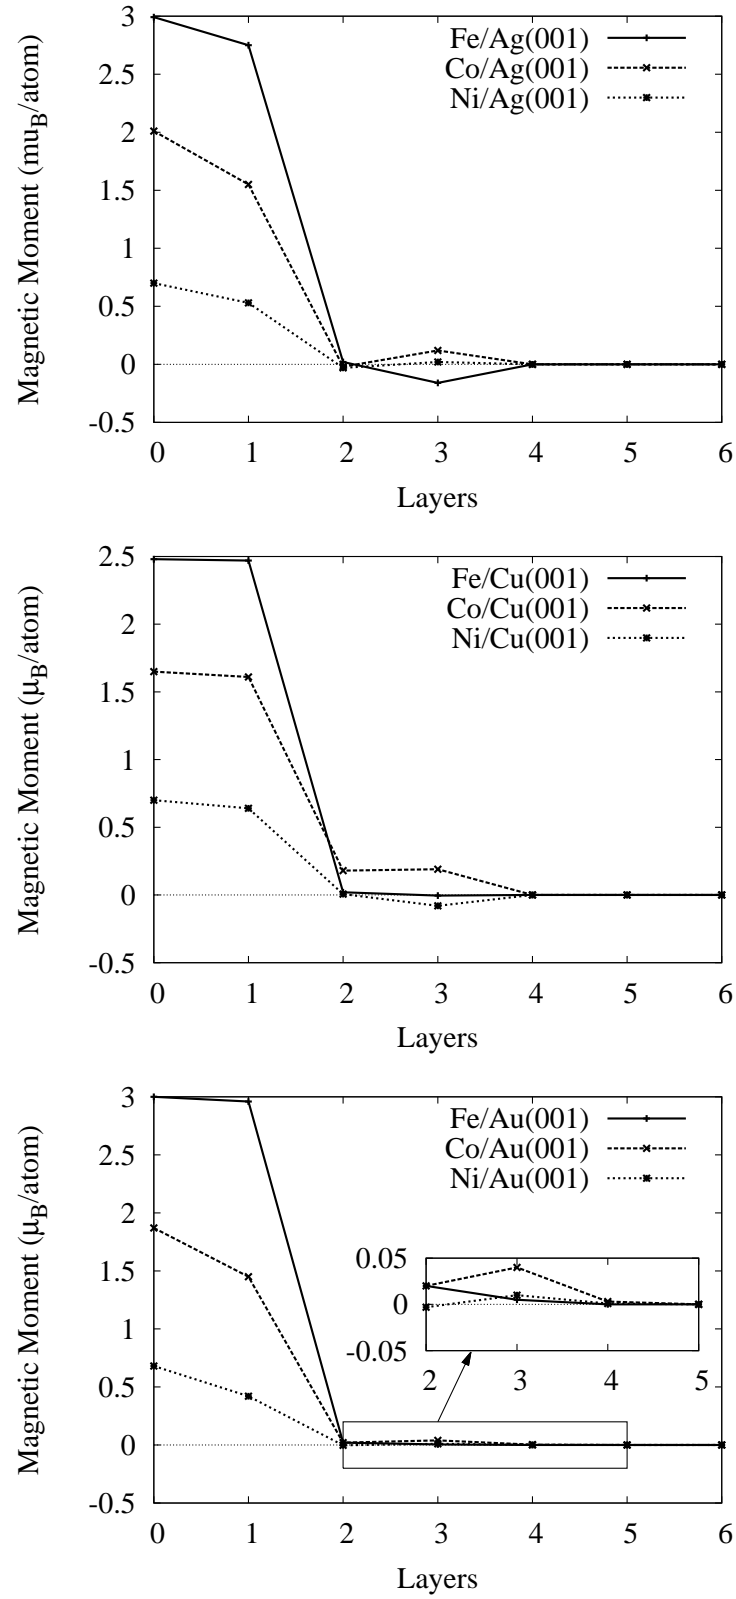 3
2.5
2
1.5
1
0.5
0
-0.5
Magnetic Moment (mu_B/atom)
Fe/Ag(001)
Co/Ag(001)
Ni/Ag(001)
0 1 2 3 4 5 6
Layers
2.5
2
1.5
1
0.5
0
-0.5
Magnetic Moment (μ_B/atom)
Fe/Cu(001)
Co/Cu(001)
Ni/Cu(001)
0 1 2 3 4 5 6
Layers
3
2.5
2
1.5
1
0.5
0
-0.5
Magnetic Moment (μ_B/atom)
Fe/Au(001)
Co/Au(001)
Ni/Au(001)
0.05
0
-0.05
2 3 4 5
0 1 2 3 4 5 6
Layers